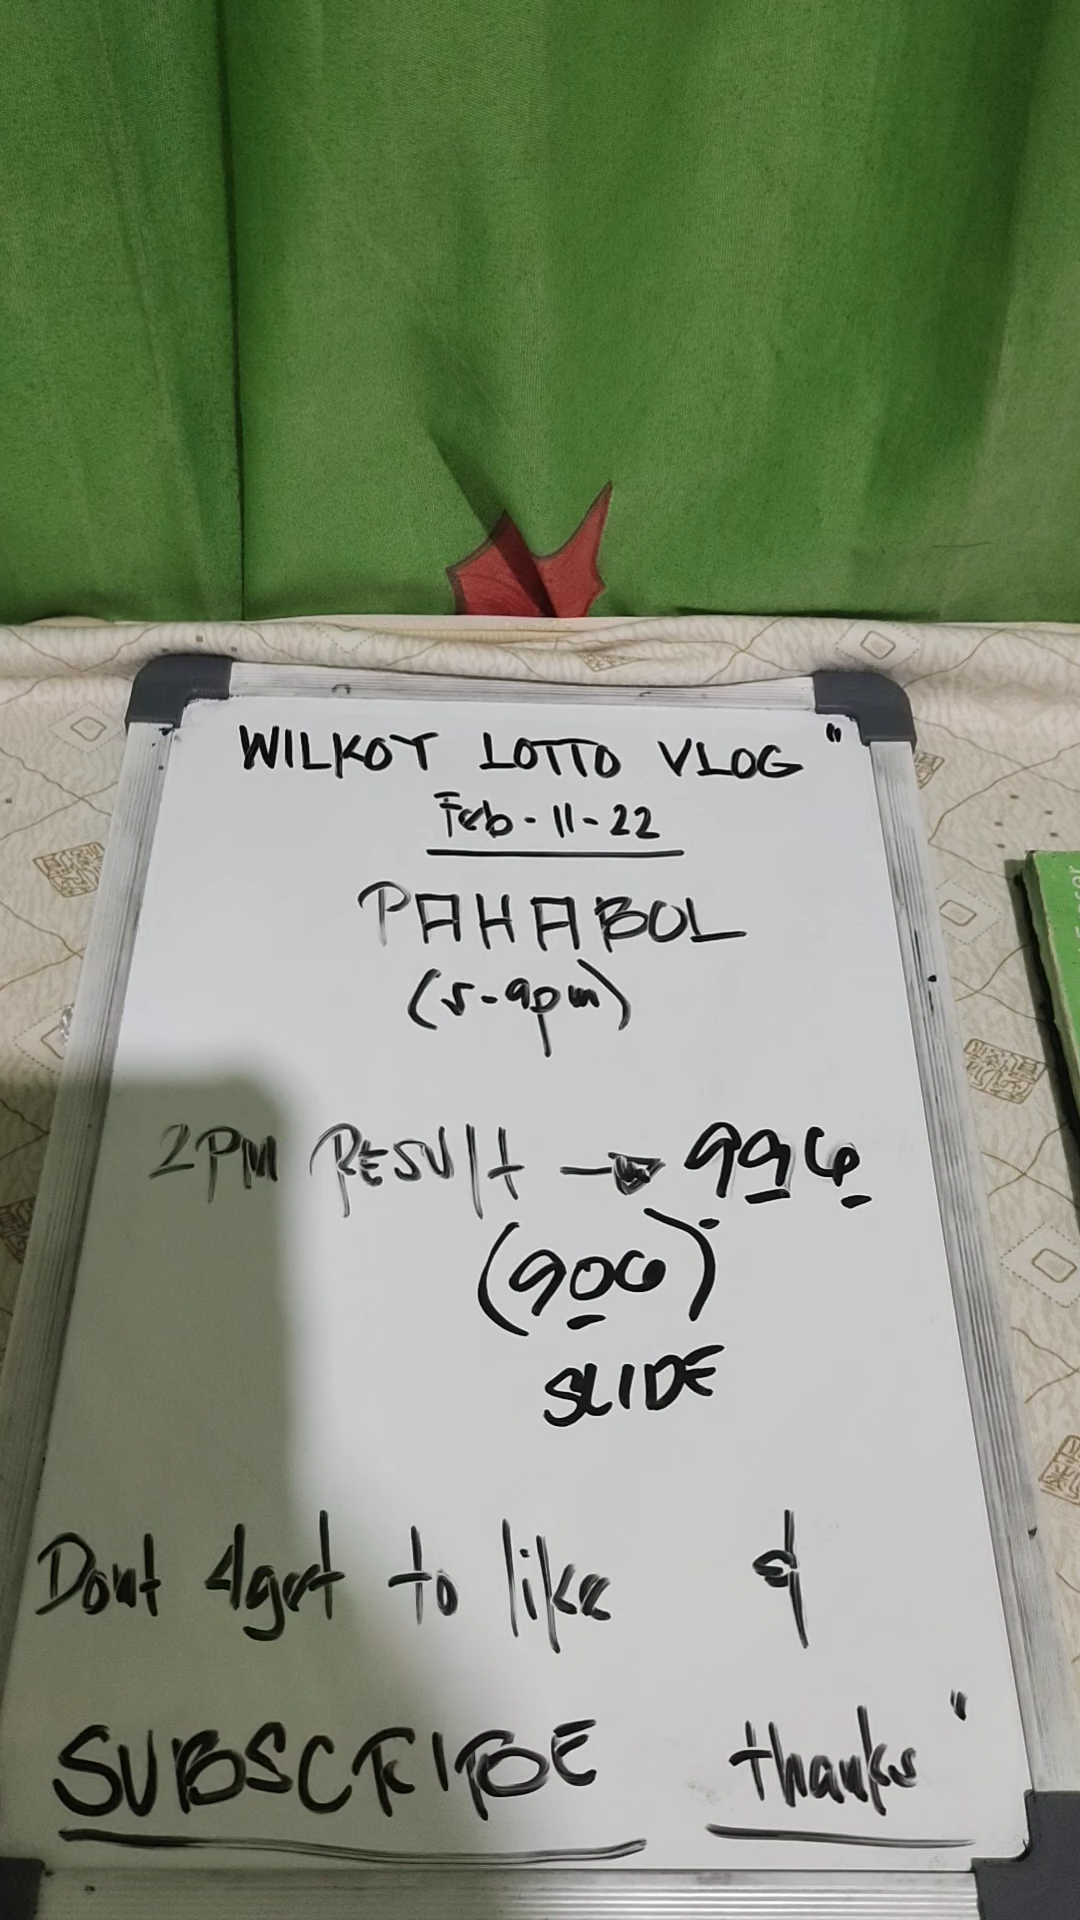 WILKOT LOTTO VLOG "
Feb-11-22
PAHABOL
(5-9pm)
2PM RESULT → 996
(906)
SLIDE
Dont 4get to like &
SUBSCRIBE thanks "